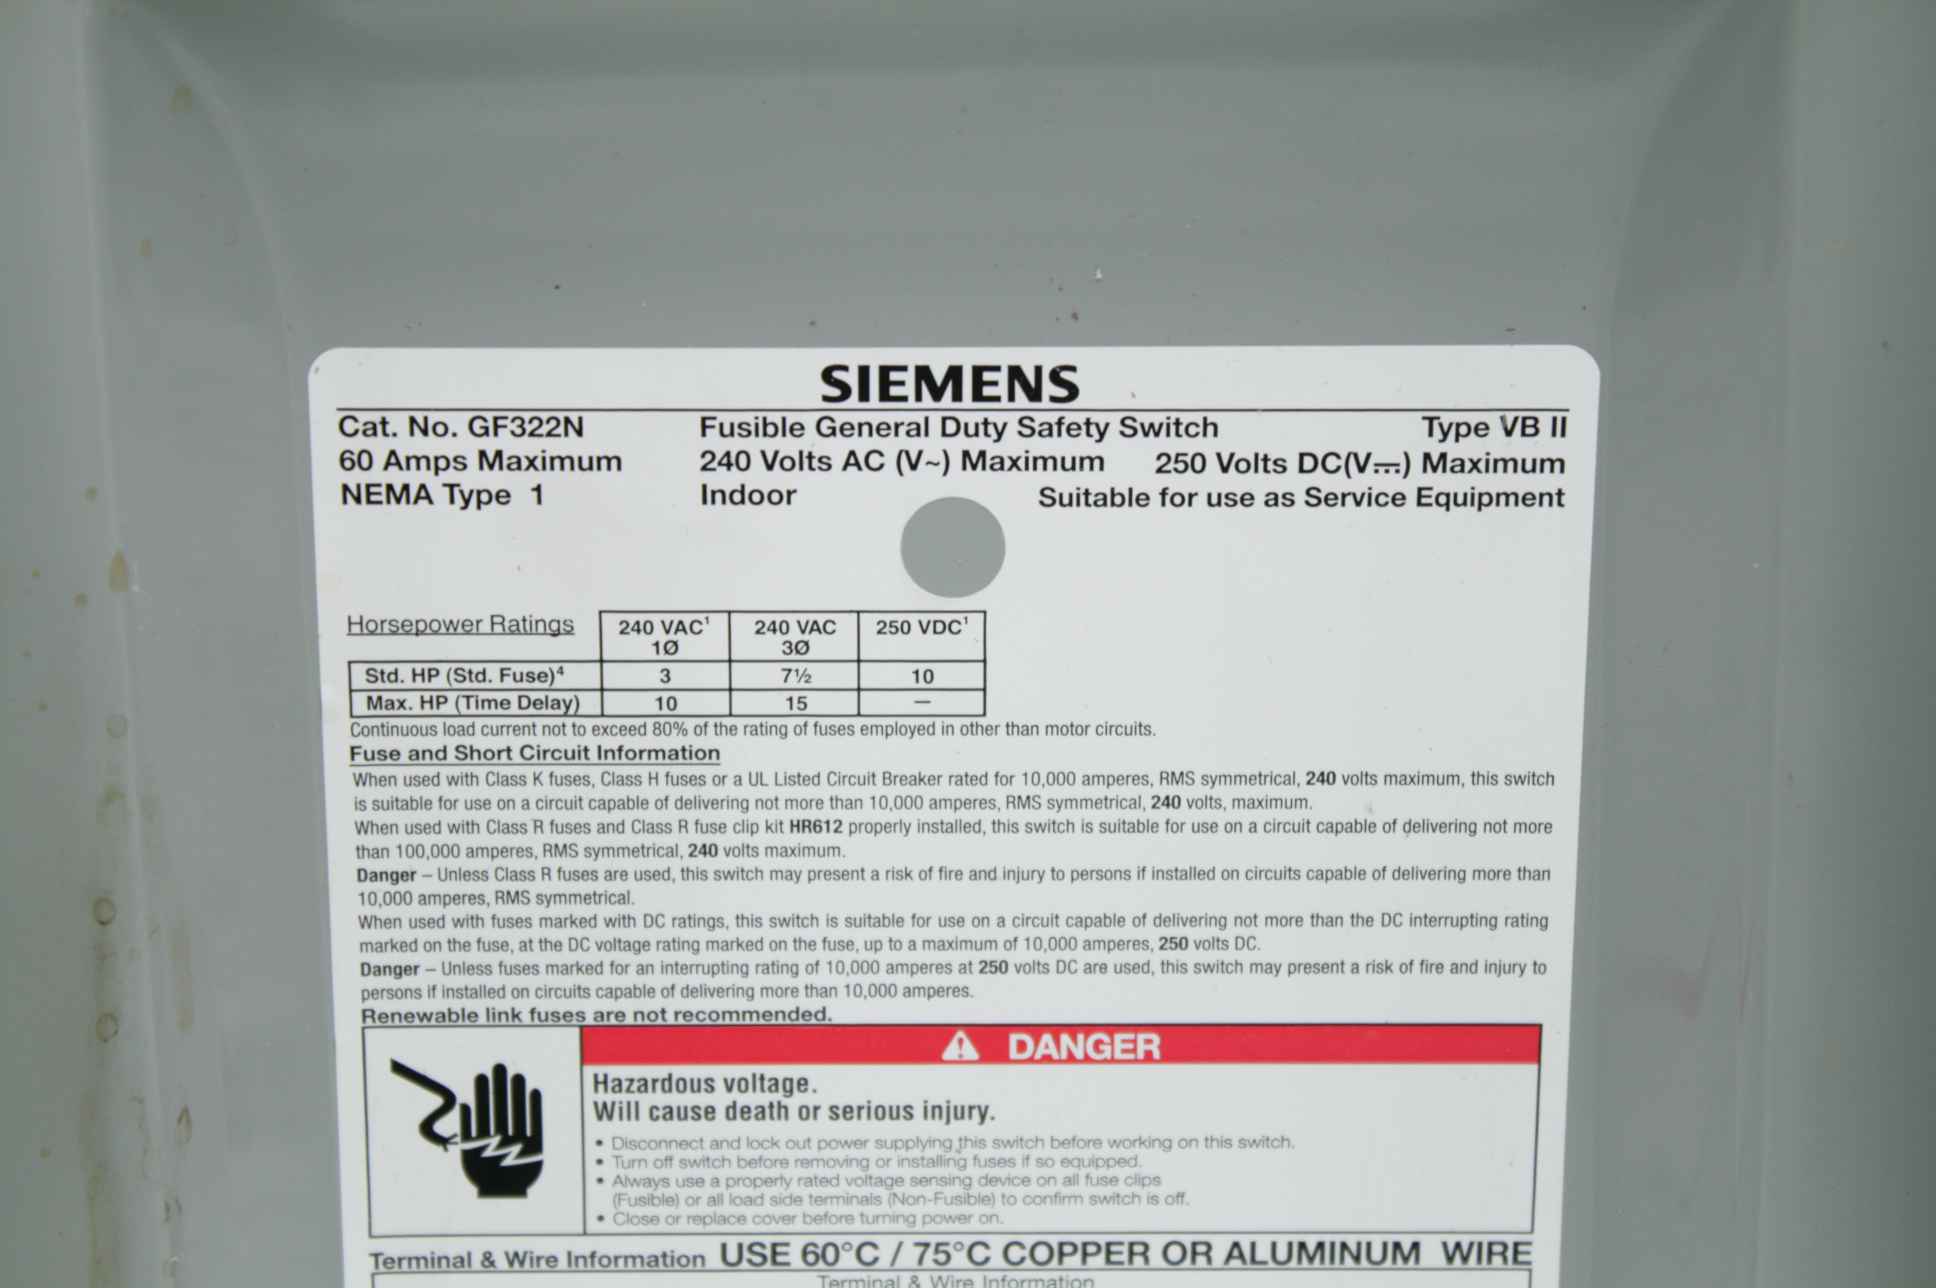 SIEMENS
Cat. No. GF322N Fusible General Duty Safety Switch Type VB II
60 Amps Maximum 240 Volts AC (V~) Maximum 250 Volts DC(V⎓) Maximum
NEMA Type 1 Indoor Suitable for use as Service Equipment
Horsepower Ratings 240 VAC¹ 240 VAC 250 VDC¹
1Ø 3Ø
Std. HP (Std. Fuse)⁴ 3 7½ 10
Max. HP (Time Delay) 10 15 —
Continuous load current not to exceed 80% of the rating of fuses employed in other than motor circuits.
Fuse and Short Circuit Information
When used with Class K fuses, Class H fuses or a UL Listed Circuit Breaker rated for 10,000 amperes, RMS symmetrical, 240 volts maximum, this switch
is suitable for use on a circuit capable of delivering not more than 10,000 amperes, RMS symmetrical, 240 volts, maximum.
When used with Class R fuses and Class R fuse clip kit HR612 properly installed, this switch is suitable for use on a circuit capable of delivering not more
than 100,000 amperes, RMS symmetrical, 240 volts maximum.
Danger – Unless Class R fuses are used, this switch may present a risk of fire and injury to persons if installed on circuits capable of delivering more than
10,000 amperes, RMS symmetrical.
When used with fuses marked with DC ratings, this switch is suitable for use on a circuit capable of delivering not more than the DC interrupting rating
marked on the fuse, at the DC voltage rating marked on the fuse, up to a maximum of 10,000 amperes, 250 volts DC.
Danger – Unless fuses marked for an interrupting rating of 10,000 amperes at 250 volts DC are used, this switch may present a risk of fire and injury to
persons if installed on circuits capable of delivering more than 10,000 amperes.
Renewable link fuses are not recommended.
DANGER
Hazardous voltage.
Will cause death or serious injury.
• Disconnect and lock out power supplying this switch before working on this switch.
• Turn off switch before removing or installing fuses if so equipped.
• Always use a properly rated voltage sensing device on all fuse clips
(Fusible) or all load side terminals (Non-Fusible) to confirm switch is off.
• Close or replace cover before turning power on.
Terminal & Wire Information USE 60°C / 75°C COPPER OR ALUMINUM WIRE
Terminal & Wire Information